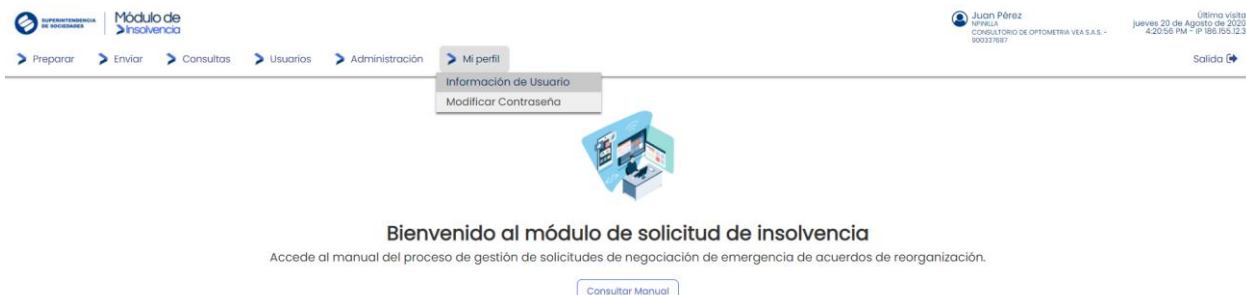 SUPERINTENDENCIA
DE SOCIEDADES
Módulo de
Insolvencia
Juan Pérez
NPINILLA
CONSULTORIO DE OPTOMETRIA VEA S.A.S. -
900337687
Última visita
jueves 20 de Agosto de 2020
4:20:56 PM - IP 186.155.12.3
Preparar
Enviar
Consultas
Usuarios
Administración
Mi perfil
Salida
Información de Usuario
Modificar Contraseña
Bienvenido al módulo de solicitud de insolvencia
Accede al manual del proceso de gestión de solicitudes de negociación de emergencia de acuerdos de reorganización.
Consultar Manual